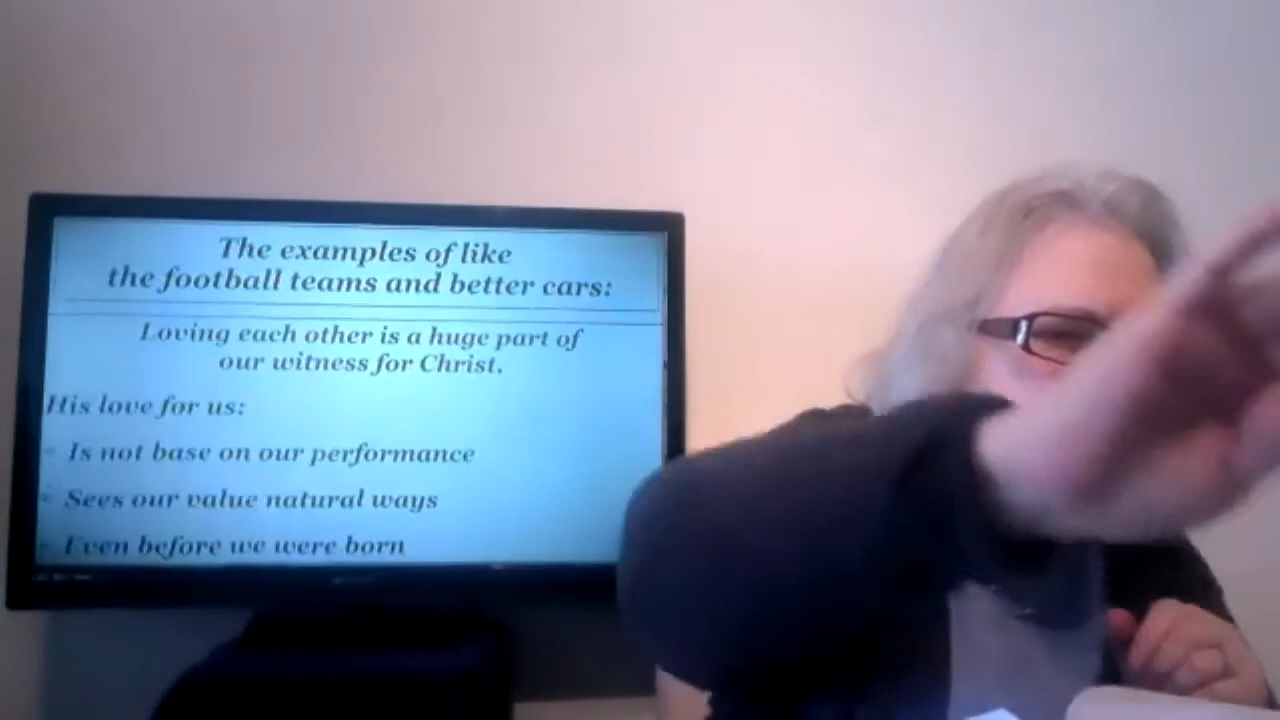 The examples of like
the football teams and better cars:
Loving each other is a huge part of
our witness for Christ.
His love for us:
- Is not base on our performance
- Sees our value natural ways
- Even before we were born